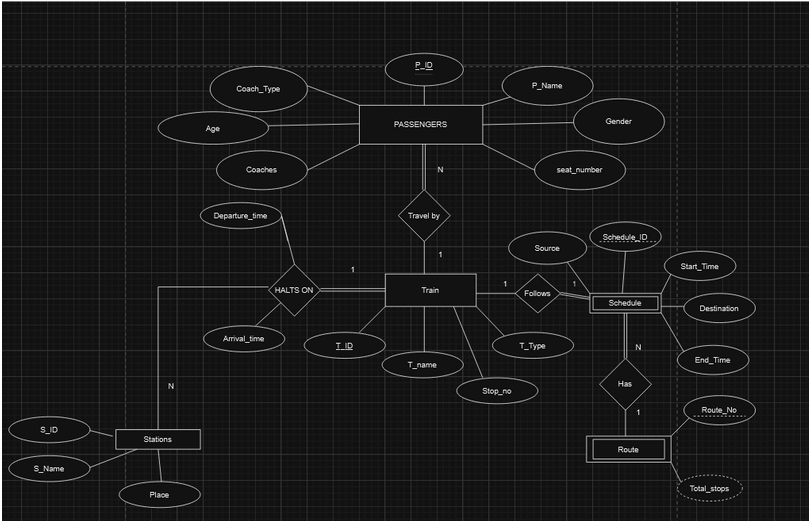 P_ID
Coach_Type
P_Name
PASSENGERS
Age
Gender
Coaches
seat_number
N
Departure_time
Travel by
Schedule_ID
Source
1
Start_Time
1
HALTS ON
Train
1
Follows
1
Schedule
Destination
Arrival_time
T_ID
T_Type
N
T_name
End_Time
N
Has
Stop_no
Route_No
1
S_ID
Stations
Route
S_Name
Place
Total_stops